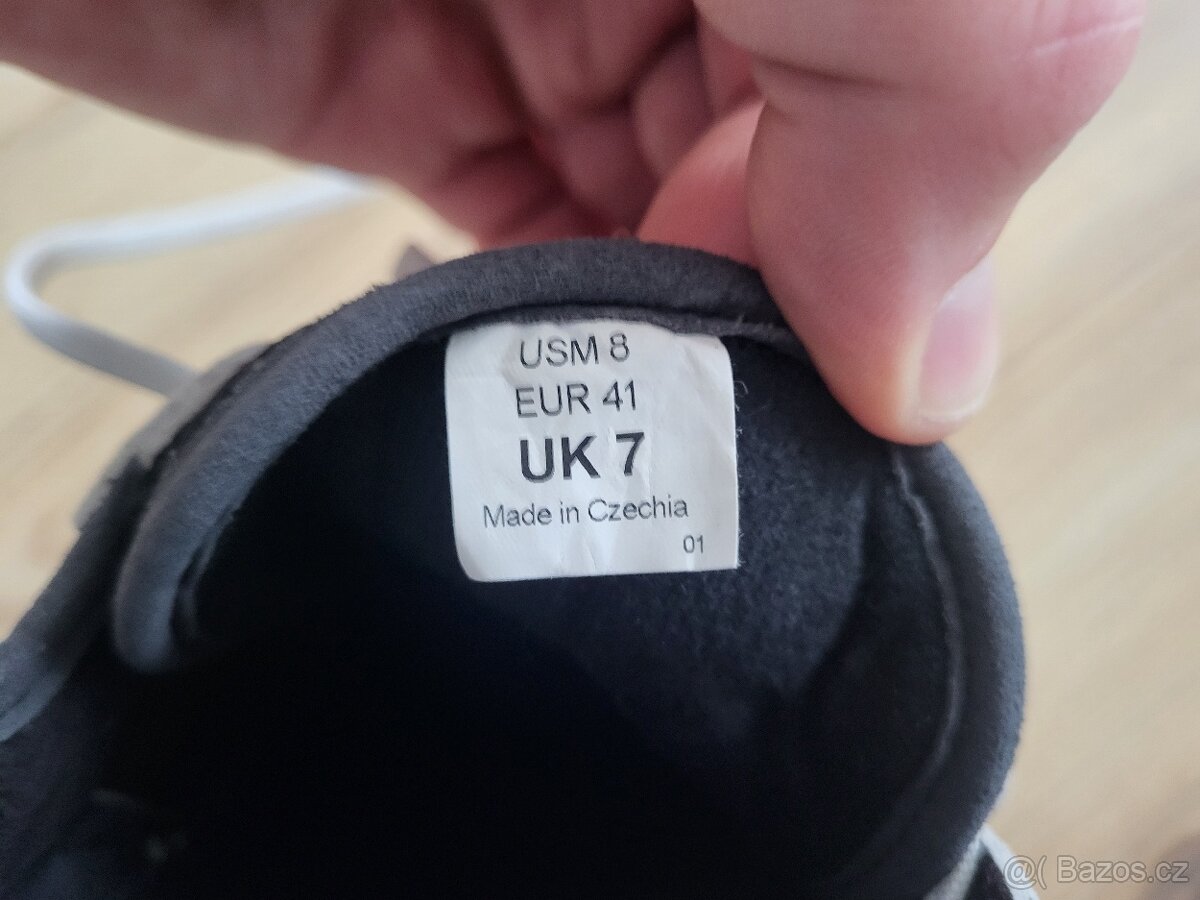 USM 8
EUR 41
UK 7
Made in Czechia
01
@( Bazos.cz